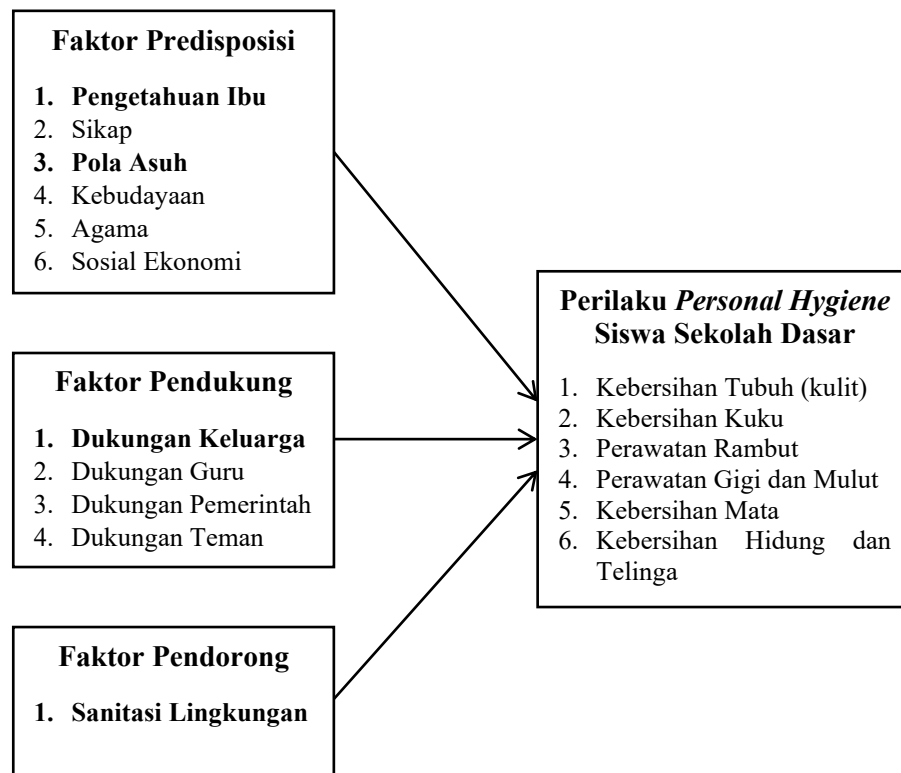 Faktor Predisposisi
1. Pengetahuan Ibu
2. Sikap
3. Pola Asuh
4. Kebudayaan
5. Agama
6. Sosial Ekonomi
Faktor Pendukung
1. Dukungan Keluarga
2. Dukungan Guru
3. Dukungan Pemerintah
4. Dukungan Teman
Faktor Pendorong
1. Sanitasi Lingkungan
Perilaku Personal Hygiene
Siswa Sekolah Dasar
1. Kebersihan Tubuh (kulit)
2. Kebersihan Kuku
3. Perawatan Rambut
4. Perawatan Gigi dan Mulut
5. Kebersihan Mata
6. Kebersihan Hidung dan
Telinga